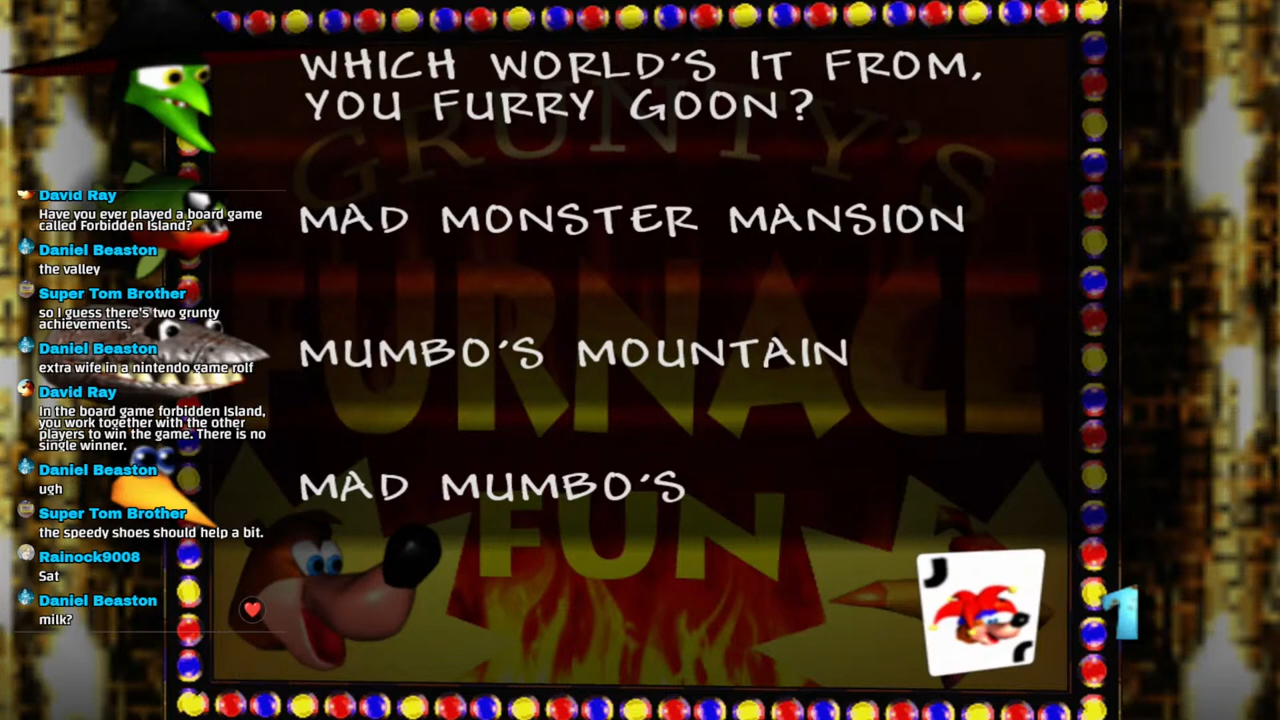 WHICH WORLD'S IT FROM,
YOU FURRY GOON?
MAD MONSTER MANSION
MUMBO'S MOUNTAIN
MAD MUMBO'S
GRUNTY'S
FURNACE
FUN
J
J
1
David Ray
Have you ever played a board game
called Forbidden Island?
Daniel Beaston
the valley
Super Tom Brother
so I guess there's two grunty
achievements.
Daniel Beaston
extra wife in a nintendo game rolf
David Ray
In the board game forbidden Island,
you work together with the other
players to win the game. There is no
single winner.
Daniel Beaston
ugh
Super Tom Brother
the speedy shoes should help a bit.
Rainock9008
Sat
Daniel Beaston
milk?